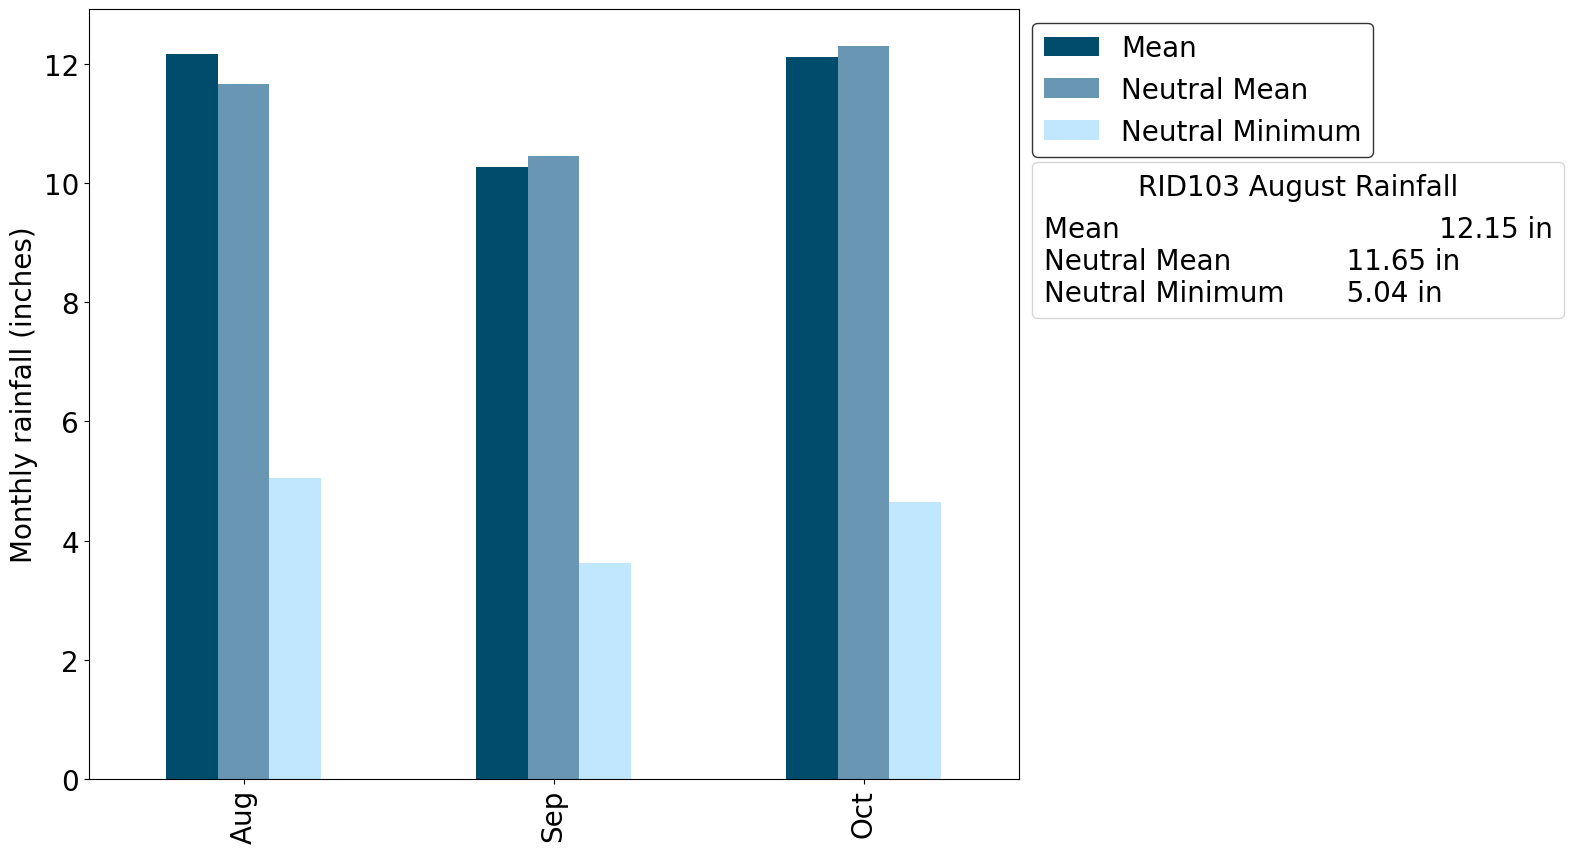 Monthly rainfall (inches)
12
10
8
6
4
2
0
Aug
Sep
Oct
Mean
Neutral Mean
Neutral Minimum
RID103 August Rainfall
Mean 12.15 in
Neutral Mean 11.65 in
Neutral Minimum 5.04 in